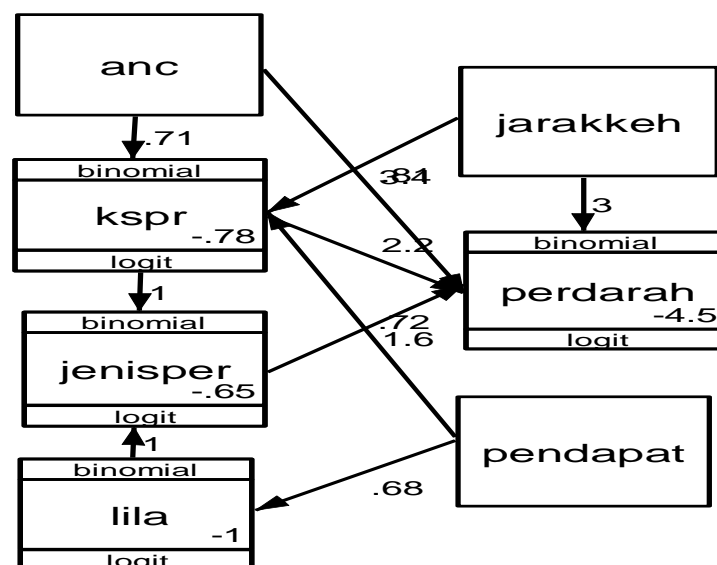 anc
jarakkeh
.71
binomial
kspr
-.78
logit
2.2
3
binomial
perdarah
-4.5
logit
1
binomial
jenisper
-.65
logit
.72
1.6
1
pendapat
binomial
lila
-1
logit
.68